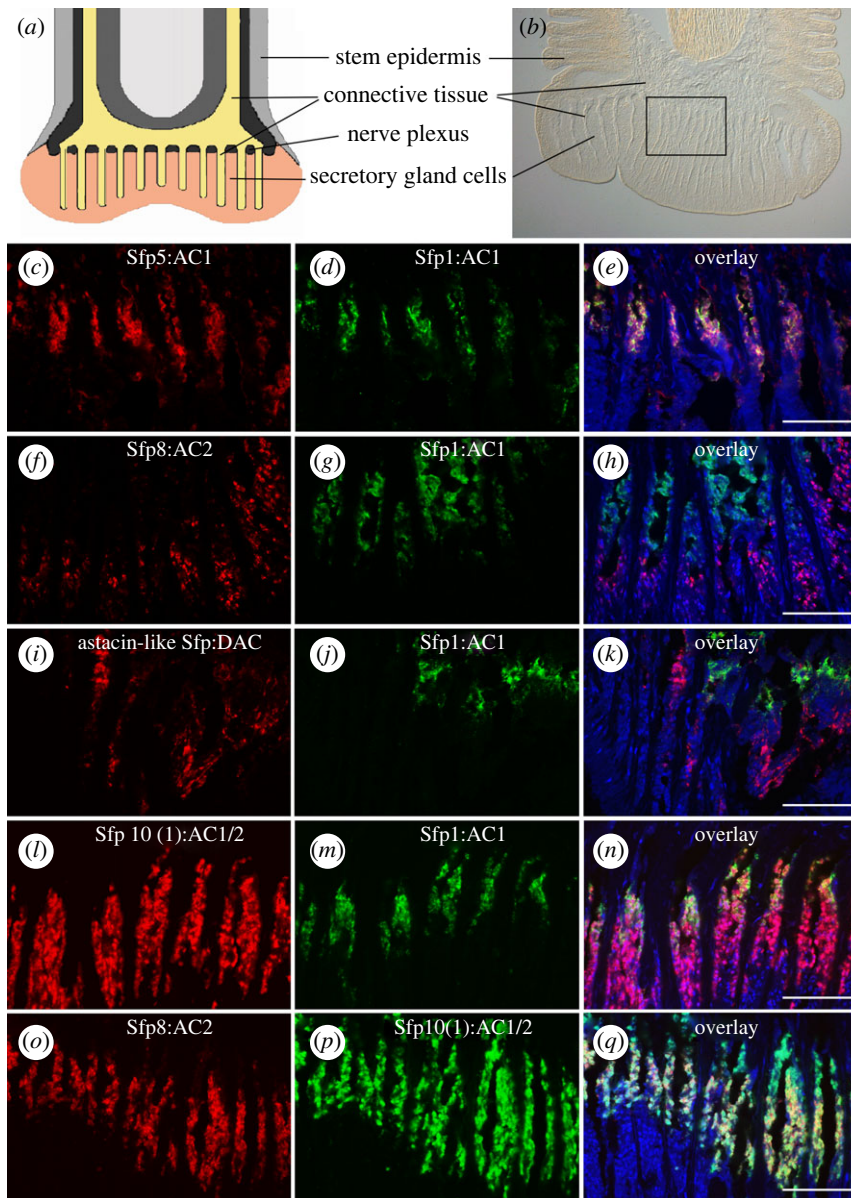 (a)
(b)
stem epidermis
connective tissue
nerve plexus
secretory gland cells
(c) Sfp5:AC1
(d) Sfp1:AC1
(e) overlay
(f) Sfp8:AC2
(g) Sfp1:AC1
(h) overlay
(i) astacin-like Sfp:DAC
(j) Sfp1:AC1
(k) overlay
(l) Sfp 10 (1):AC1/2
(m) Sfp1:AC1
(n) overlay
(o) Sfp8:AC2
(p) Sfp10(1):AC1/2
(q) overlay